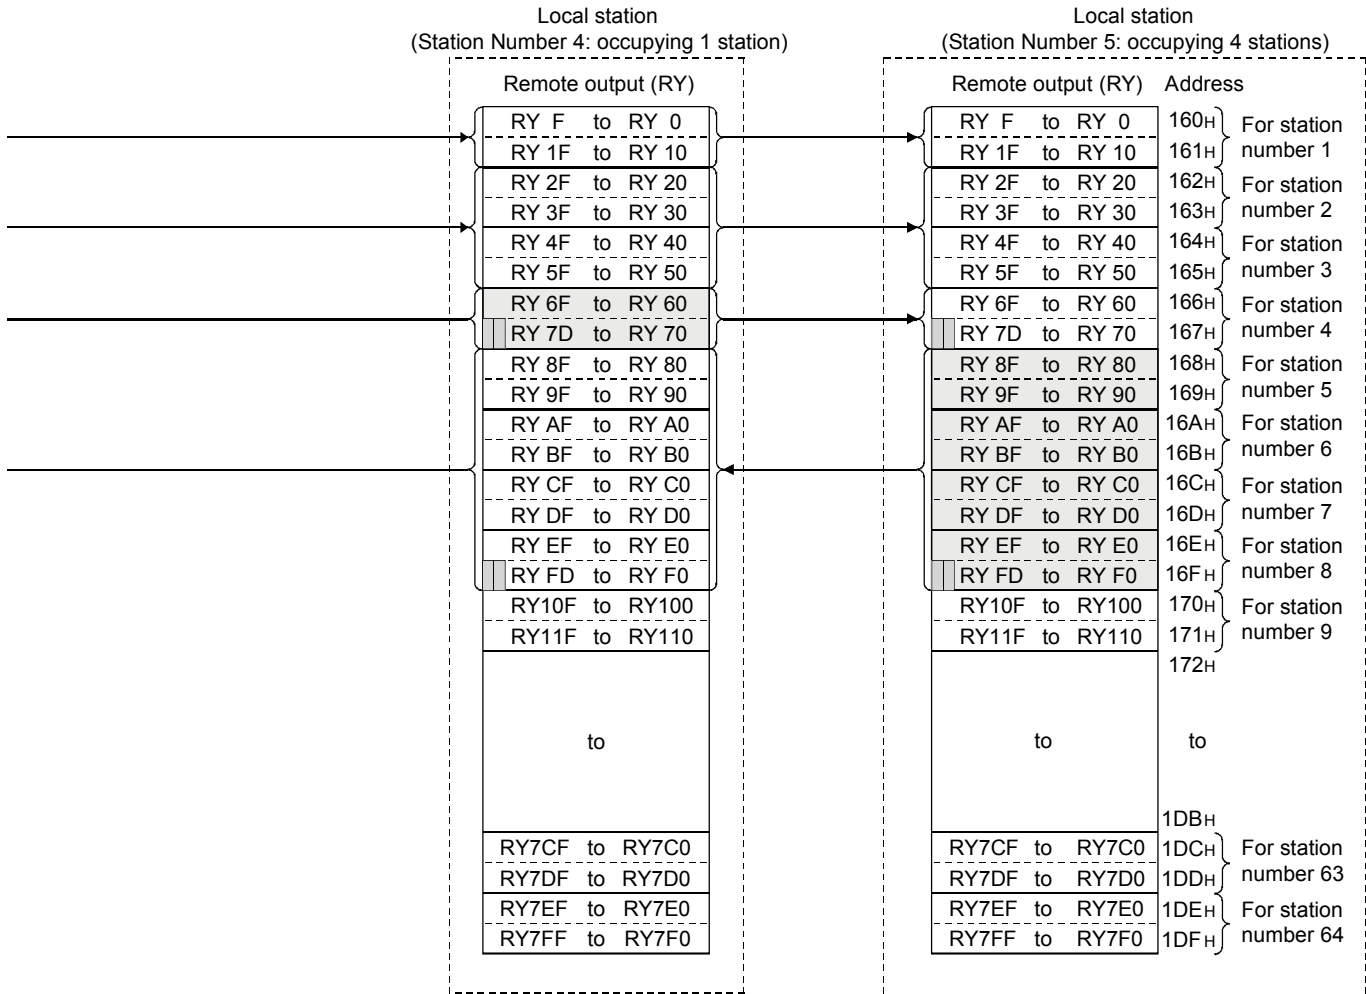 Local station
(Station Number 4: occupying 1 station)
Local station
(Station Number 5: occupying 4 stations)
Remote output (RY)
Remote output (RY) Address
RY F to RY 0
RY F to RY 0 160H
For station
number 1
RY 1F to RY 10
RY 1F to RY 10 161H
RY 2F to RY 20
RY 2F to RY 20 162H
For station
number 2
RY 3F to RY 30
RY 3F to RY 30 163H
RY 4F to RY 40
RY 4F to RY 40 164H
For station
number 3
RY 5F to RY 50
RY 5F to RY 50 165H
RY 6F to RY 60
RY 6F to RY 60 166H
For station
number 4
RY 7D to RY 70
RY 7D to RY 70 167H
RY 8F to RY 80
RY 8F to RY 80 168H
For station
number 5
RY 9F to RY 90
RY 9F to RY 90 169H
RY AF to RY A0
RY AF to RY A0 16AH
For station
number 6
RY BF to RY B0
RY BF to RY B0 16BH
RY CF to RY C0
RY CF to RY C0 16CH
For station
number 7
RY DF to RY D0
RY DF to RY D0 16DH
RY EF to RY E0
RY EF to RY E0 16EH
For station
number 8
RY FD to RY F0
RY FD to RY F0 16FH
RY10F to RY100
RY10F to RY100 170H
For station
number 9
RY11F to RY110
RY11F to RY110 171H
172H
to
to
to
1DBH
RY7CF to RY7C0
RY7CF to RY7C0 1DCH
For station
number 63
RY7DF to RY7D0
RY7DF to RY7D0 1DDH
RY7EF to RY7E0
RY7EF to RY7E0 1DEH
For station
number 64
RY7FF to RY7F0
RY7FF to RY7F0 1DFH